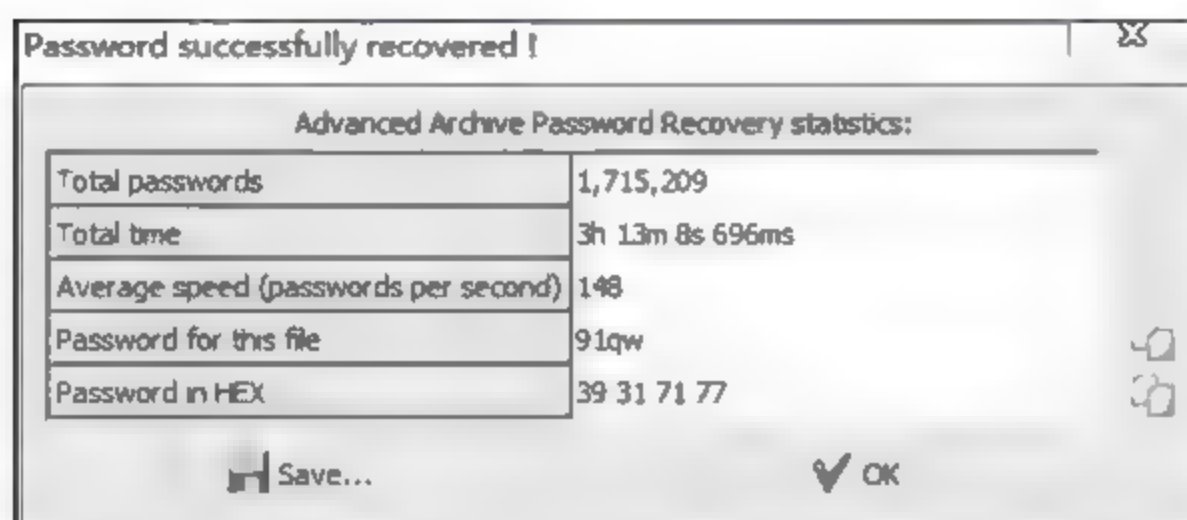 Password successfully recovered !
Advanced Archive Password Recovery statistics:
Total passwords 1,715,209
Total time 3h 13m 8s 696ms
Average speed (passwords per second) 148
Password for this file 91qw
Password in HEX 39 31 71 77
Save... OK